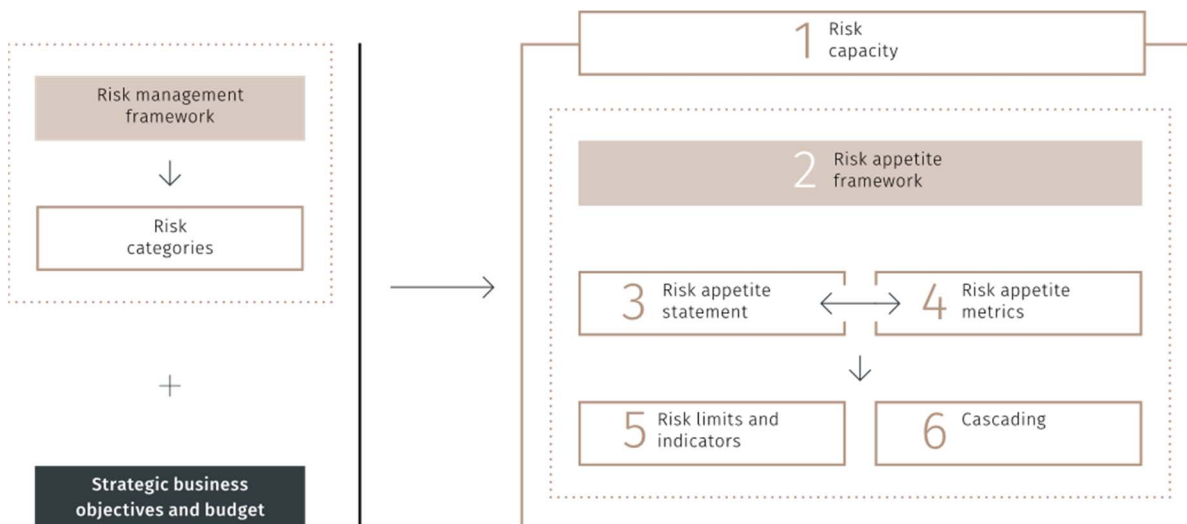 Risk management
framework
Risk
categories
+
Strategic business
objectives and budget
1 Risk
capacity
2 Risk appetite
framework
3 Risk appetite
statement
4 Risk appetite
metrics
5 Risk limits and
indicators
6 Cascading